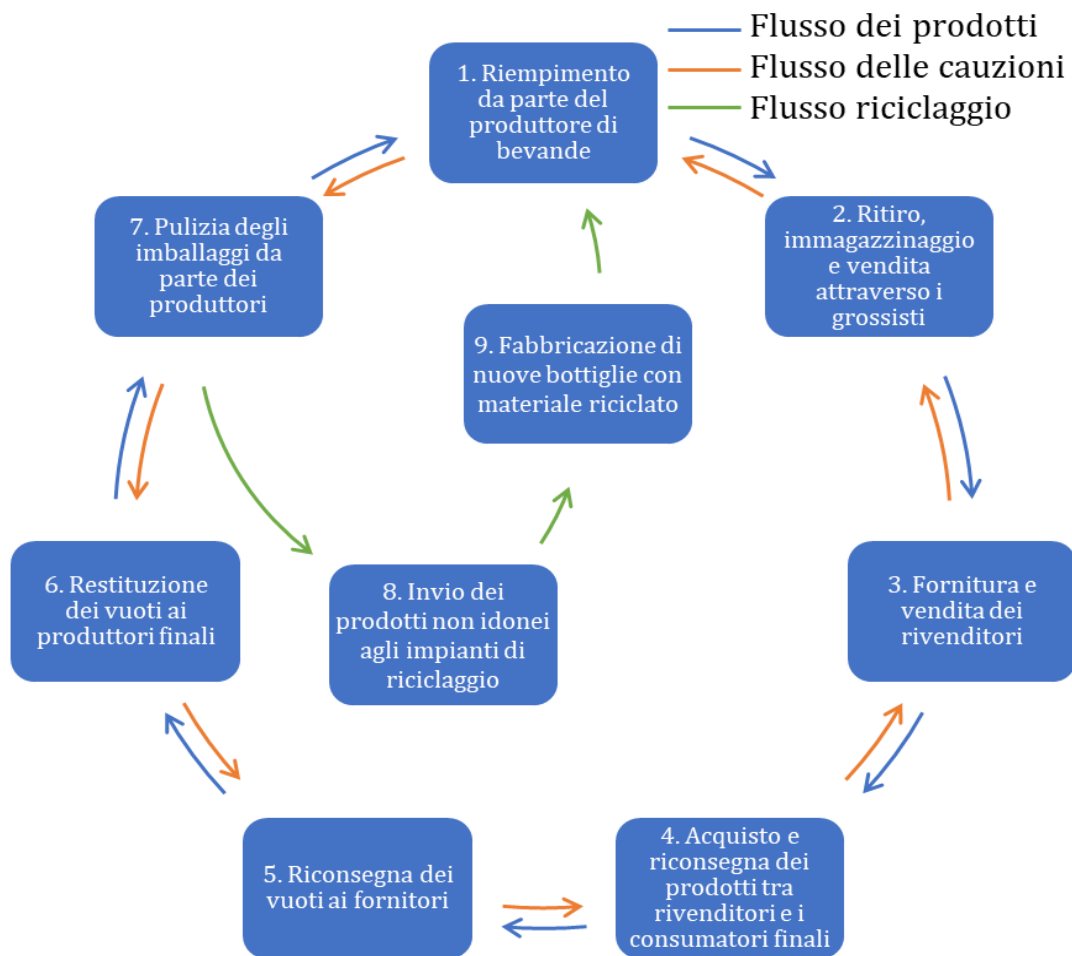 Flusso dei prodotti
Flusso delle cauzioni
Flusso riciclaggio
1. Riempimento
da parte del
produttore di
bevande
2. Ritiro,
immagazzinaggio
e vendita
attraverso i
grossisti
3. Fornitura e
vendita dei
rivenditori
4. Acquisto e
riconsegna dei
prodotti tra
rivenditori e i
consumatori finali
5. Riconsegna dei
vuoti ai fornitori
6. Restituzione
dei vuoti ai
produttori finali
7. Pulizia degli
imballaggi da
parte dei
produttori
8. Invio dei
prodotti non idonei
agli impianti di
riciclaggio
9. Fabbricazione di
nuove bottiglie con
materiale riciclato